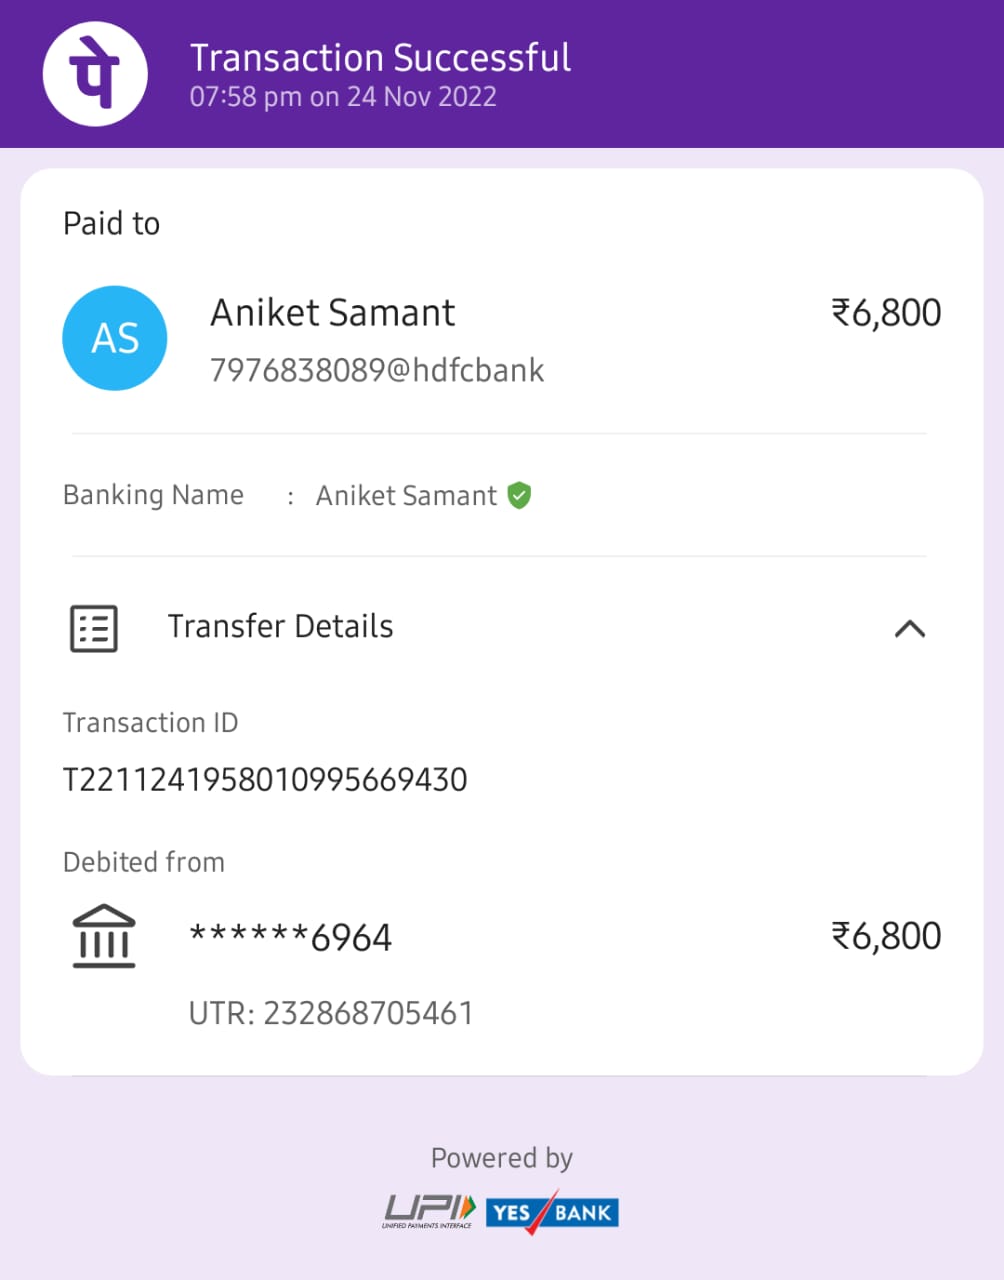 पे
Transaction Successful
07:58 pm on 24 Nov 2022
Paid to
AS
Aniket Samant
₹6,800
7976838089@hdfcbank
Banking Name : Aniket Samant
Transfer Details
Transaction ID
T2211241958010995669430
Debited from
******6964
₹6,800
UTR: 232868705461
Powered by
UPI
UNIFIED PAYMENTS INTERFACE
YES BANK